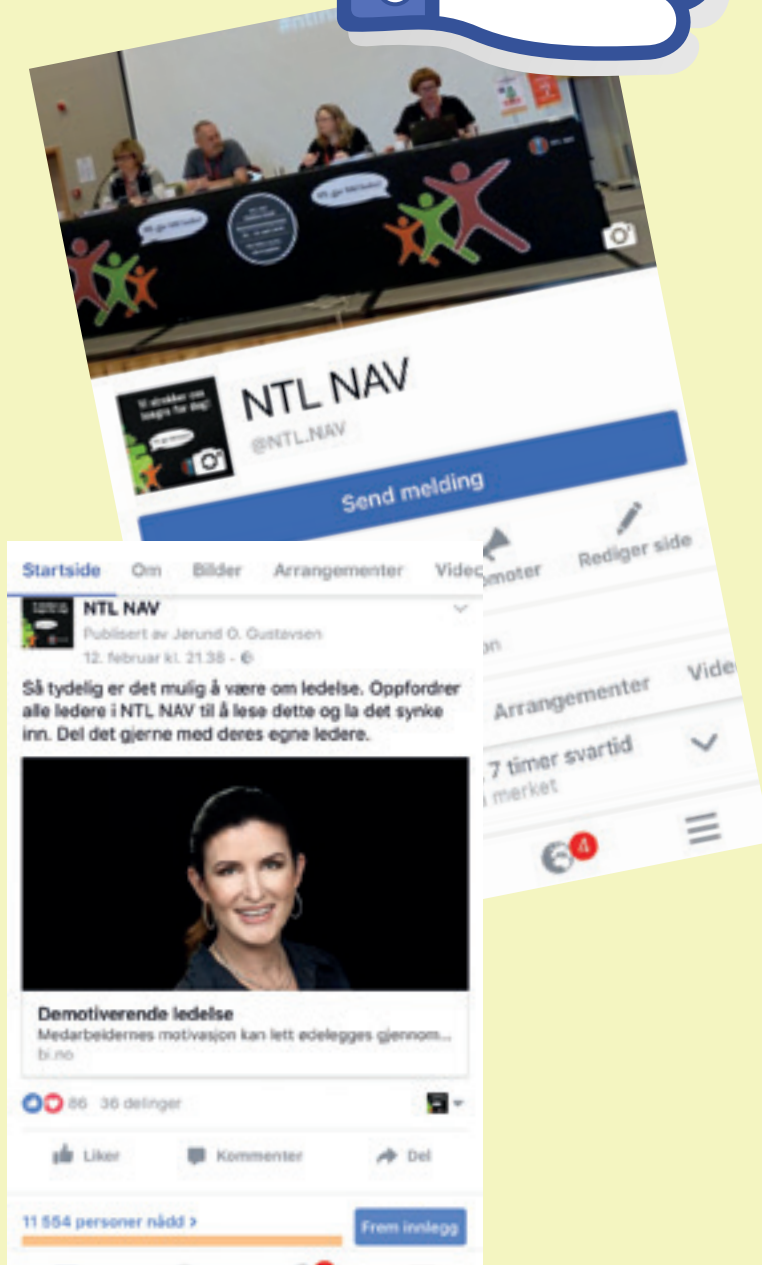 NTL NAV
@NTL.NAV
Send melding
Rediger side
Arrangementer
7 timer svartid
merket
4
Startside Om Bilder Arrangementer
NTL NAV
Publisert av Jørund O. Gustavsen
12. februar kl. 21.38 -
Så tydelig er det mulig å være om ledelse. Oppfordrer
alle ledere i NTL NAV til å lese dette og la det synke
inn. Del det gjerne med deres egne ledere.
Demotiverende ledelse
Medarbeidernes motivasjon kan lett ødelegges gjennom...
bi.no
86 36 delinger
Liker Kommenter Del
11 554 personer nådd >
Frem innlegg